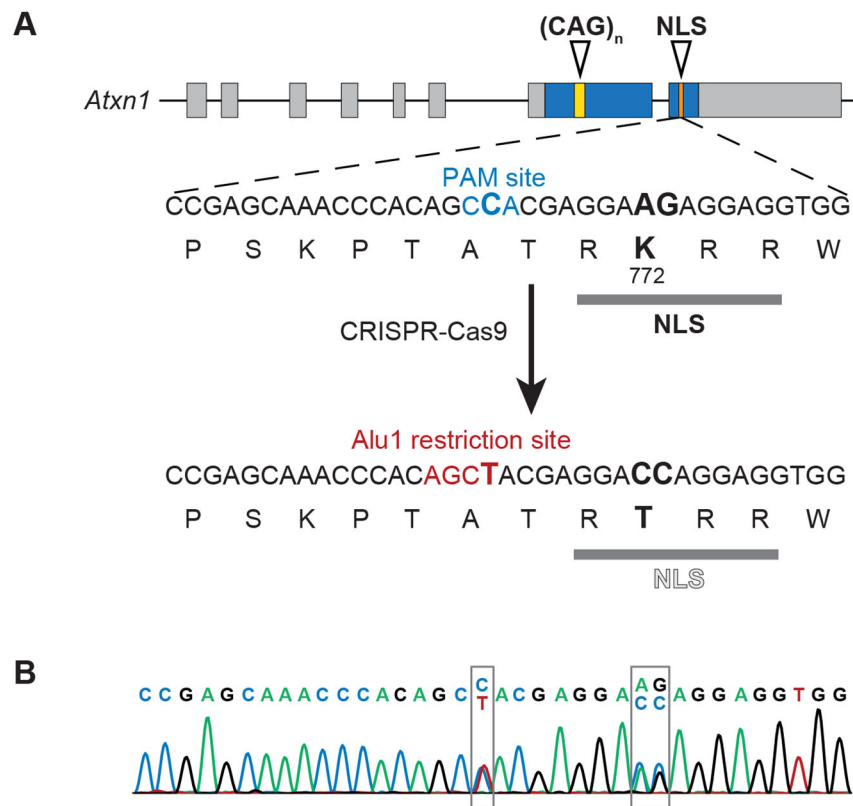 A
(CAG)n NLS
Atxn1
PAM site
CCGAGCAAACCCACAGCCACGAGGAAGAGGAGGTGG
P S K P T A T R K R R W
772
NLS
CRISPR-Cas9
Alu1 restriction site
CCGAGCAAACCCACAGCTACGAGGACCAGGAGGTGG
P S K P T A T R T R R W
NLS
B
C C G A G C A A A C C C A C A G C C A C G A G G A A G A G G A G G T G G
T C C